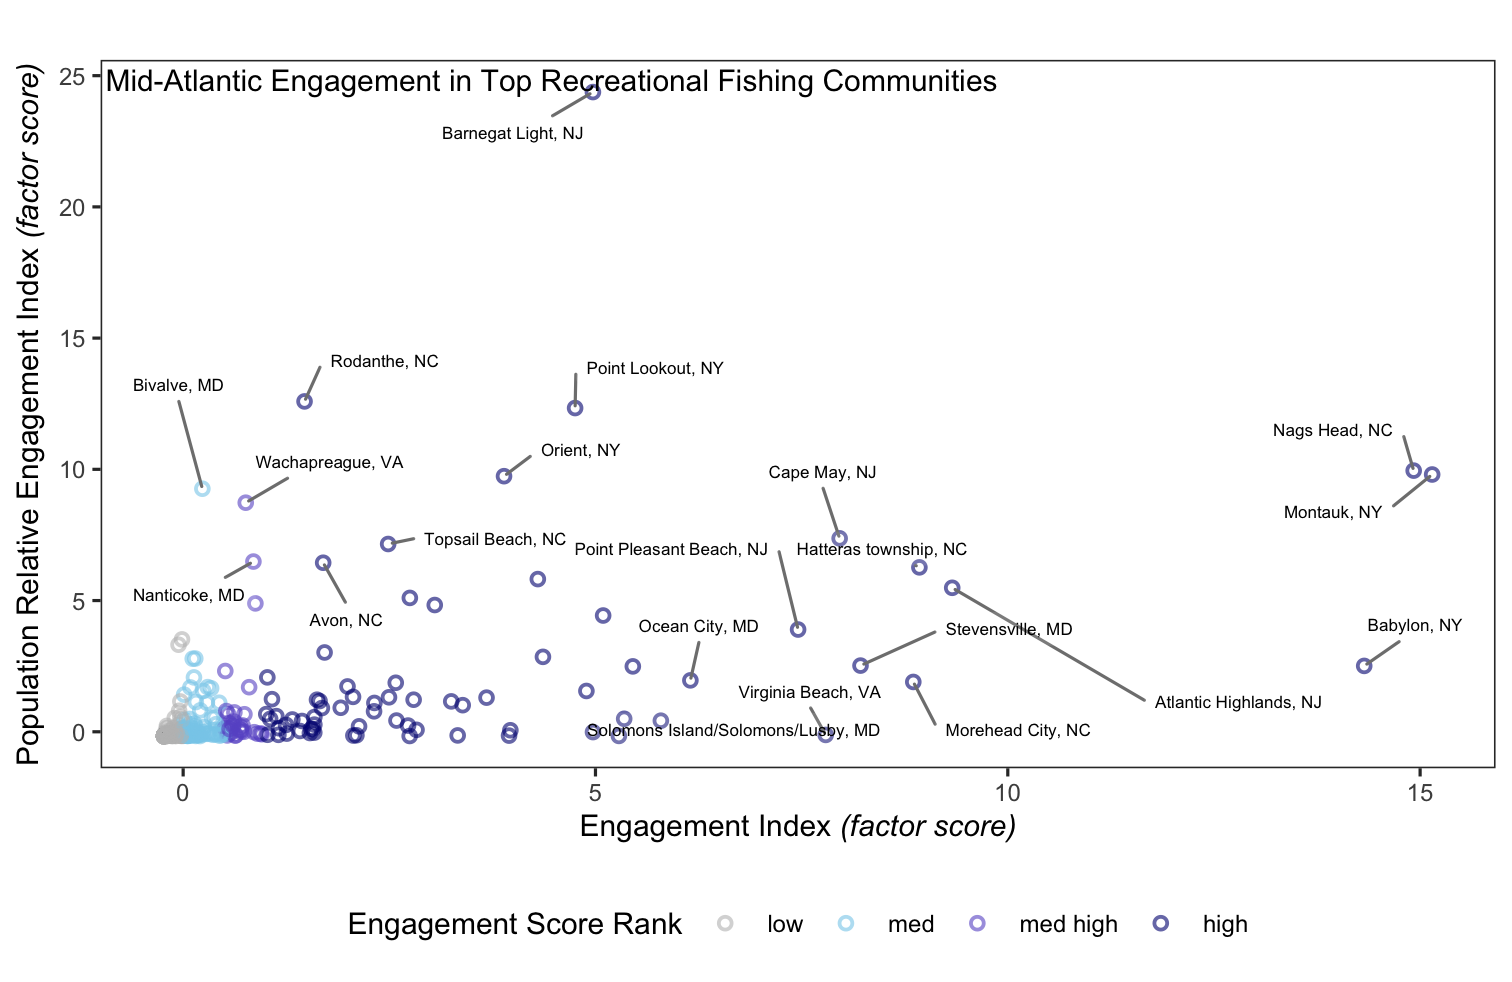 Mid-Atlantic Engagement in Top Recreational Fishing Communities
Population Relative Engagement Index (factor score)
25
20
15
10
5
0
Barnegat Light, NJ
Rodanthe, NC
Point Lookout, NY
Bivalve, MD
Nags Head, NC
Orient, NY
Wachapreague, VA
Cape May, NJ
Montauk, NY
Topsail Beach, NC
Point Pleasant Beach, NJ
Hatteras township, NC
Nanticoke, MD
Avon, NC
Ocean City, MD
Stevensville, MD
Babylon, NY
Virginia Beach, VA
Atlantic Highlands, NJ
Solomons Island/Solomons/Lusby, MD
Morehead City, NC
0
5
10
15
Engagement Index (factor score)
Engagement Score Rank
low
med
med high
high